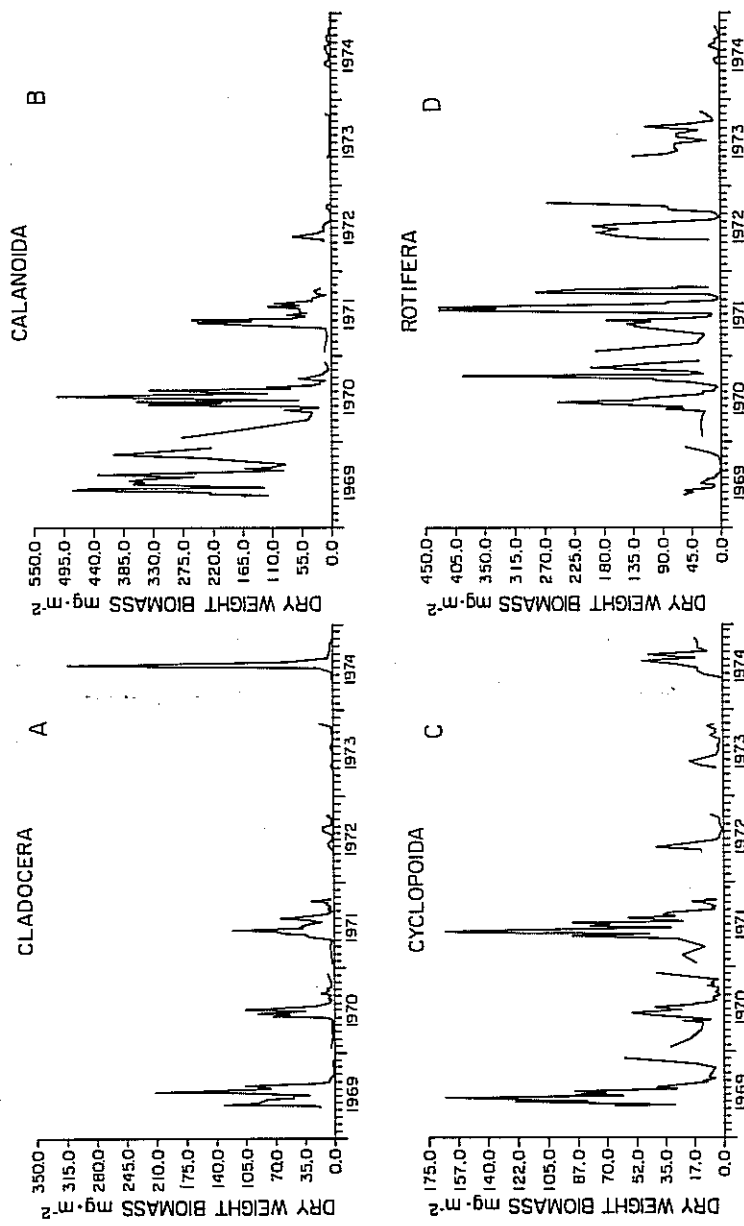 CLADOCERA
A
DRY WEIGHT BIOMASS mg·m⁻²
350.0
315.0
280.0
245.0
210.0
175.0
140.0
105.0
70.0
35.0
0.0
1969 1970 1971 1972 1973 1974
CALANOIDA
B
DRY WEIGHT BIOMASS mg·m⁻²
550.0
495.0
440.0
385.0
330.0
275.0
220.0
165.0
110.0
55.0
0.0
1969 1970 1971 1972 1973 1974
CYCLOPOIDA
C
DRY WEIGHT BIOMASS mg·m⁻²
175.0
157.0
140.0
122.0
105.0
87.0
70.0
52.0
35.0
17.0
0.0
1969 1970 1971 1972 1973 1974
ROTIFERA
D
DRY WEIGHT BIOMASS mg·m⁻²
450.0
405.0
360.0
315.0
270.0
225.0
180.0
135.0
90.0
45.0
0.0
1969 1970 1971 1972 1973 1974